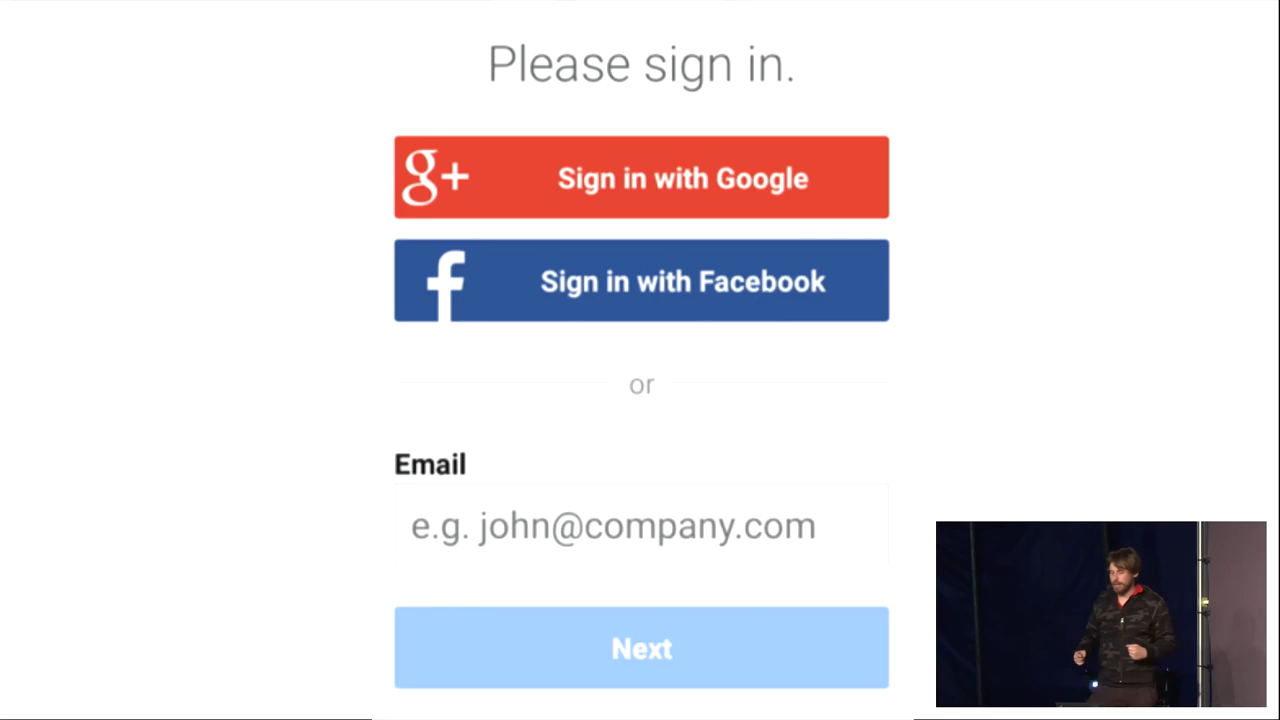 Please sign in.
g+ Sign in with Google
f Sign in with Facebook
or
Email
e.g. john@company.com
Next